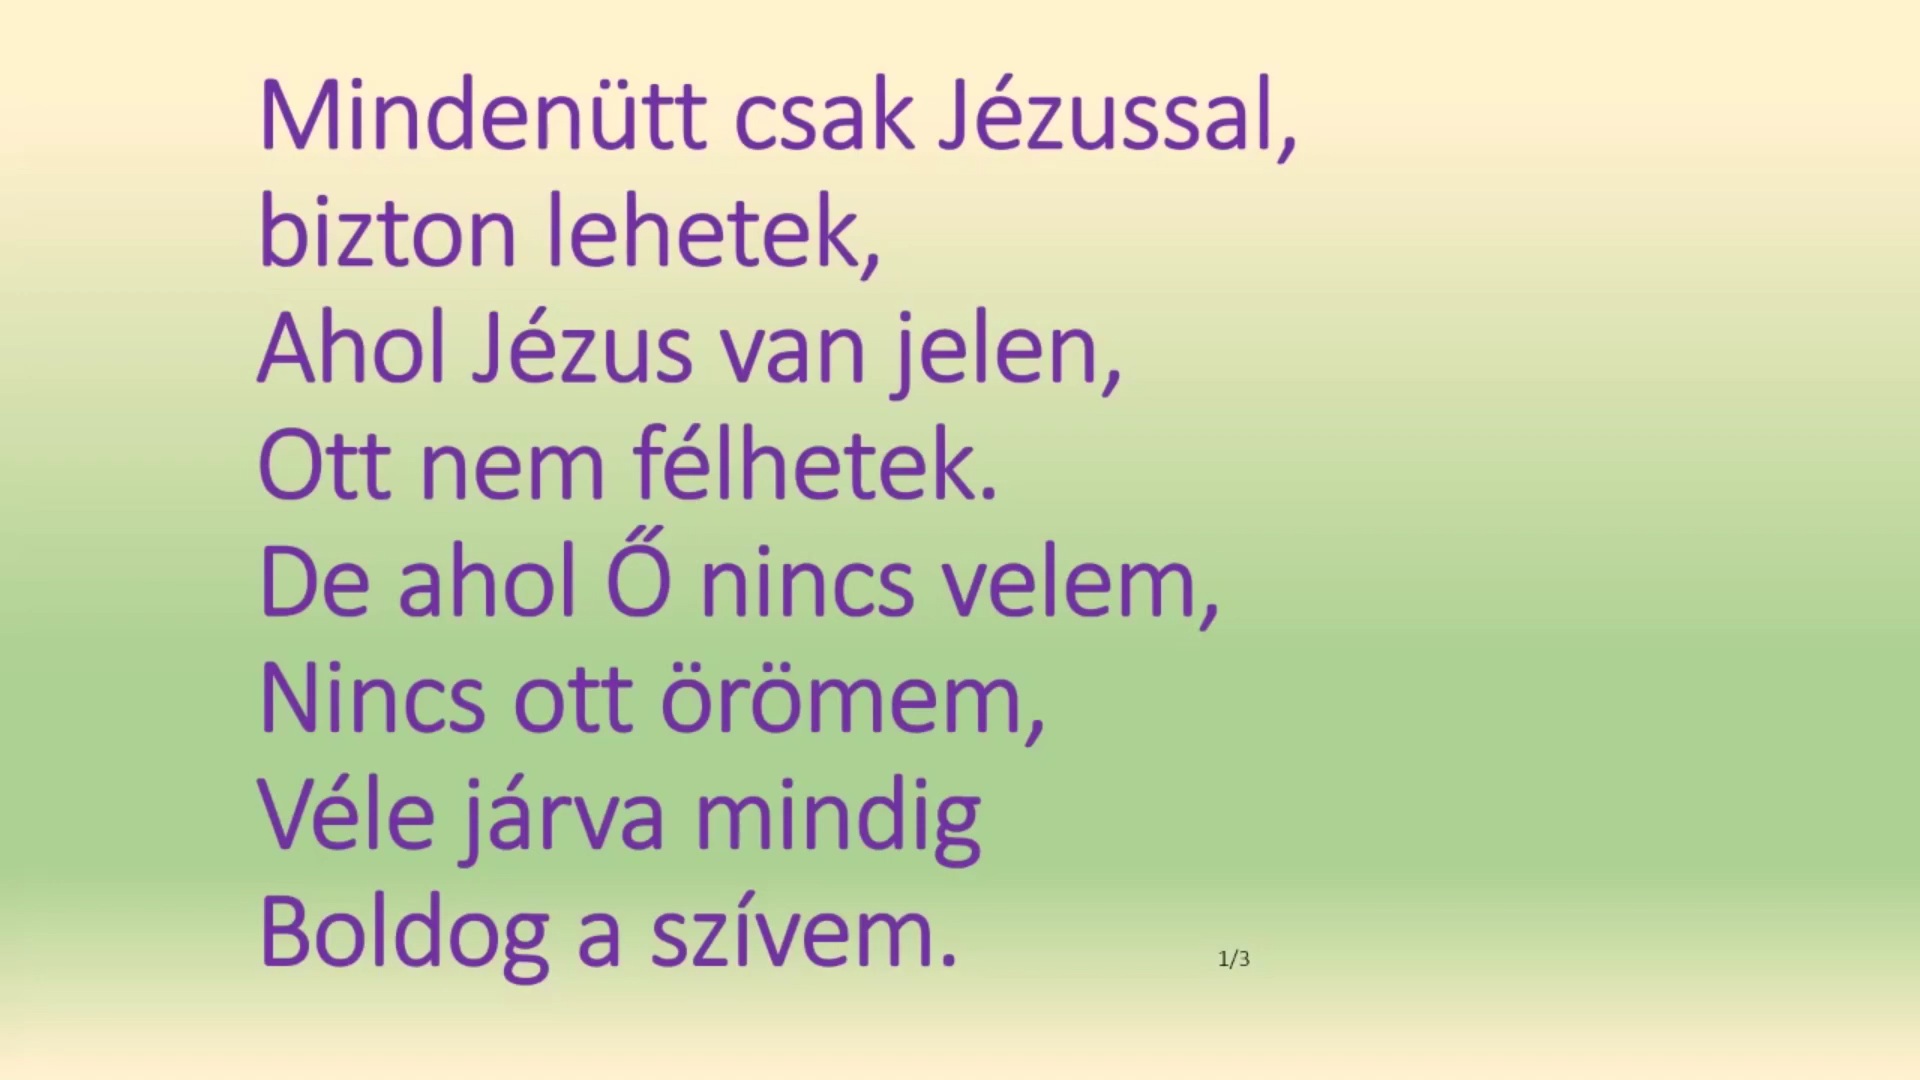 Mindenütt csak Jézussal,
bizton lehetek,
Ahol Jézus van jelen,
Ott nem félhetek.
De ahol Ő nincs velem,
Nincs ott örömem,
Véle járva mindig
Boldog a szívem.
1/3